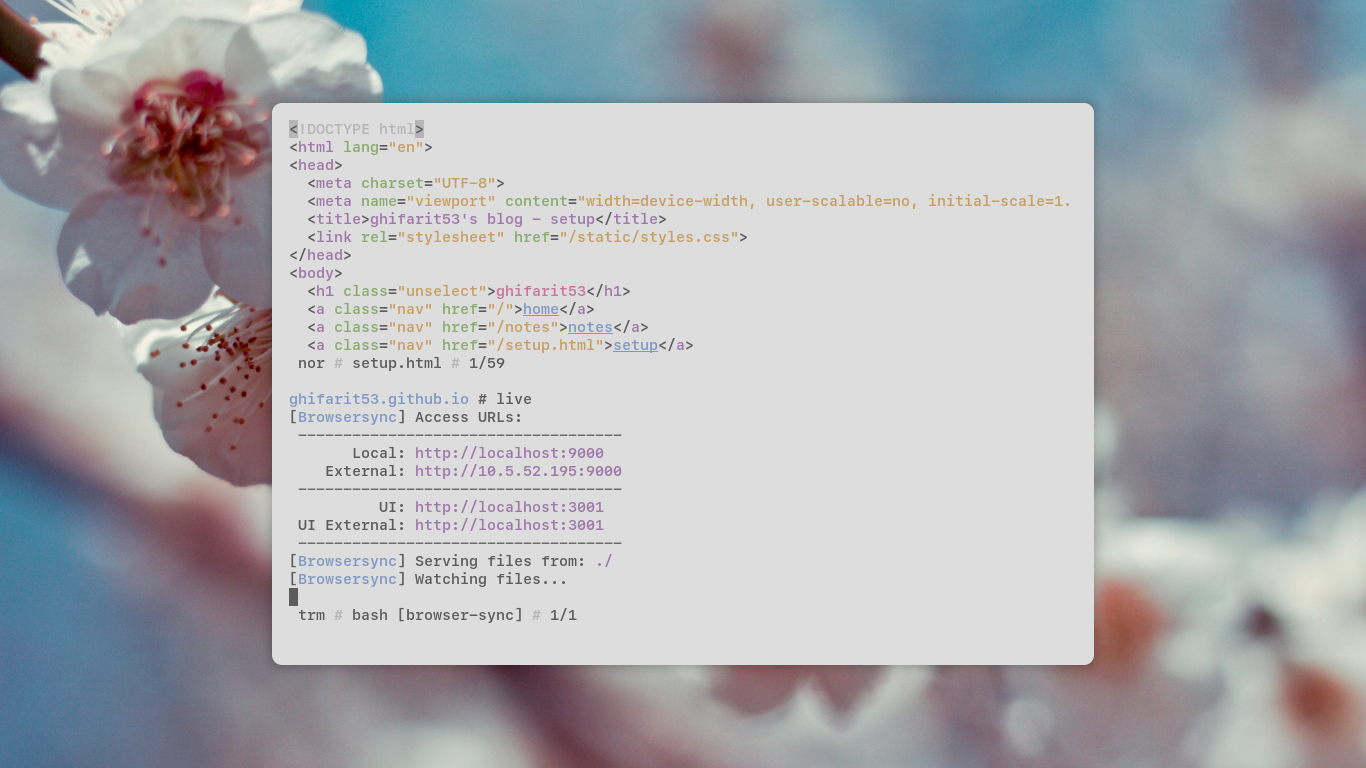 <!DOCTYPE html>
<html lang="en">
<head>
  <meta charset="UTF-8">
  <meta name="viewport" content="width=device-width, user-scalable=no, initial-scale=1.
  <title>ghifarit53's blog - setup</title>
  <link rel="stylesheet" href="/static/styles.css">
</head>
<body>
  <h1 class="unselect">ghifarit53</h1>
  <a class="nav" href="/">home</a>
  <a class="nav" href="/notes">notes</a>
  <a class="nav" href="/setup.html">setup</a>
 nor # setup.html # 1/59
ghifarit53.github.io # live
[Browsersync] Access URLs:
 ------------------------------------
       Local: http://localhost:9000
    External: http://10.5.52.195:9000
 ------------------------------------
          UI: http://localhost:3001
 UI External: http://localhost:3001
 ------------------------------------
[Browsersync] Serving files from: ./
[Browsersync] Watching files...
 trm # bash [browser-sync] # 1/1